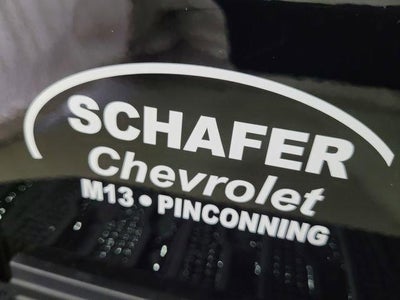 SCHAFER
Chevrolet
M13 • PINCONNING